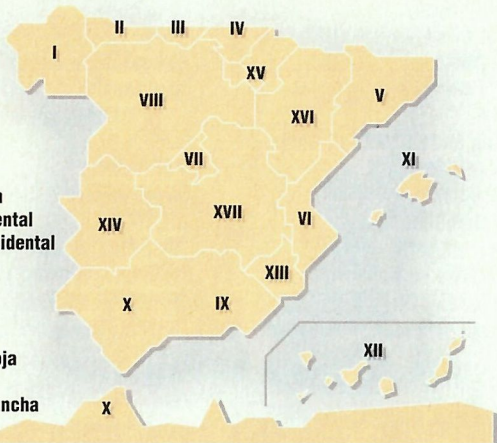 II III IV
I
XV
V
VIII
XVI
VII XI
ental
XVII
VI
XIV
idental
XIII
X IX
XII
ja
ncha
X